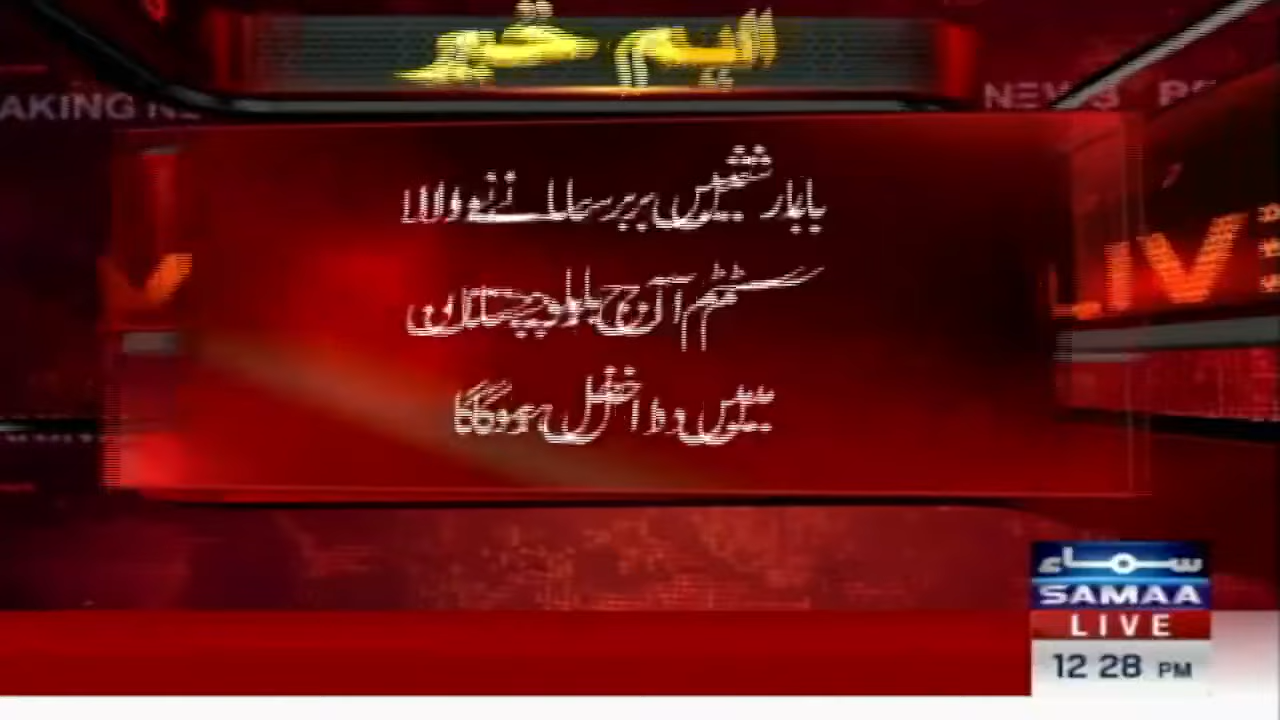 اہم خبر
AKING NE
NEWS
بارشیں برسانے والا
سسٹم آج بلوچستان
میں داخل ہوگا
LIV
سماء
SAMAA
LIVE
12 28 PM